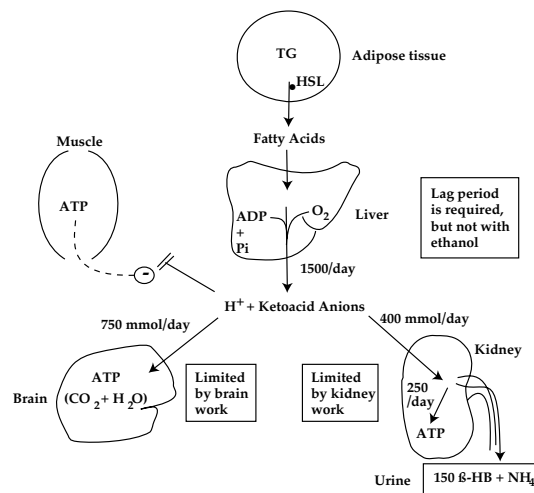 TG
Adipose tissue
HSL
Fatty Acids
Muscle
ATP
ADP
+
Pi
O2
Liver
Lag period
is required,
but not with
ethanol
1500/day
-
H+ + Ketoacid Anions
750 mmol/day
400 mmol/day
Kidney
Brain
ATP
(CO2 + H2O)
Limited
by brain
work
Limited
by kidney
work
250
/day
ATP
Urine
150 ß-HB + NH4